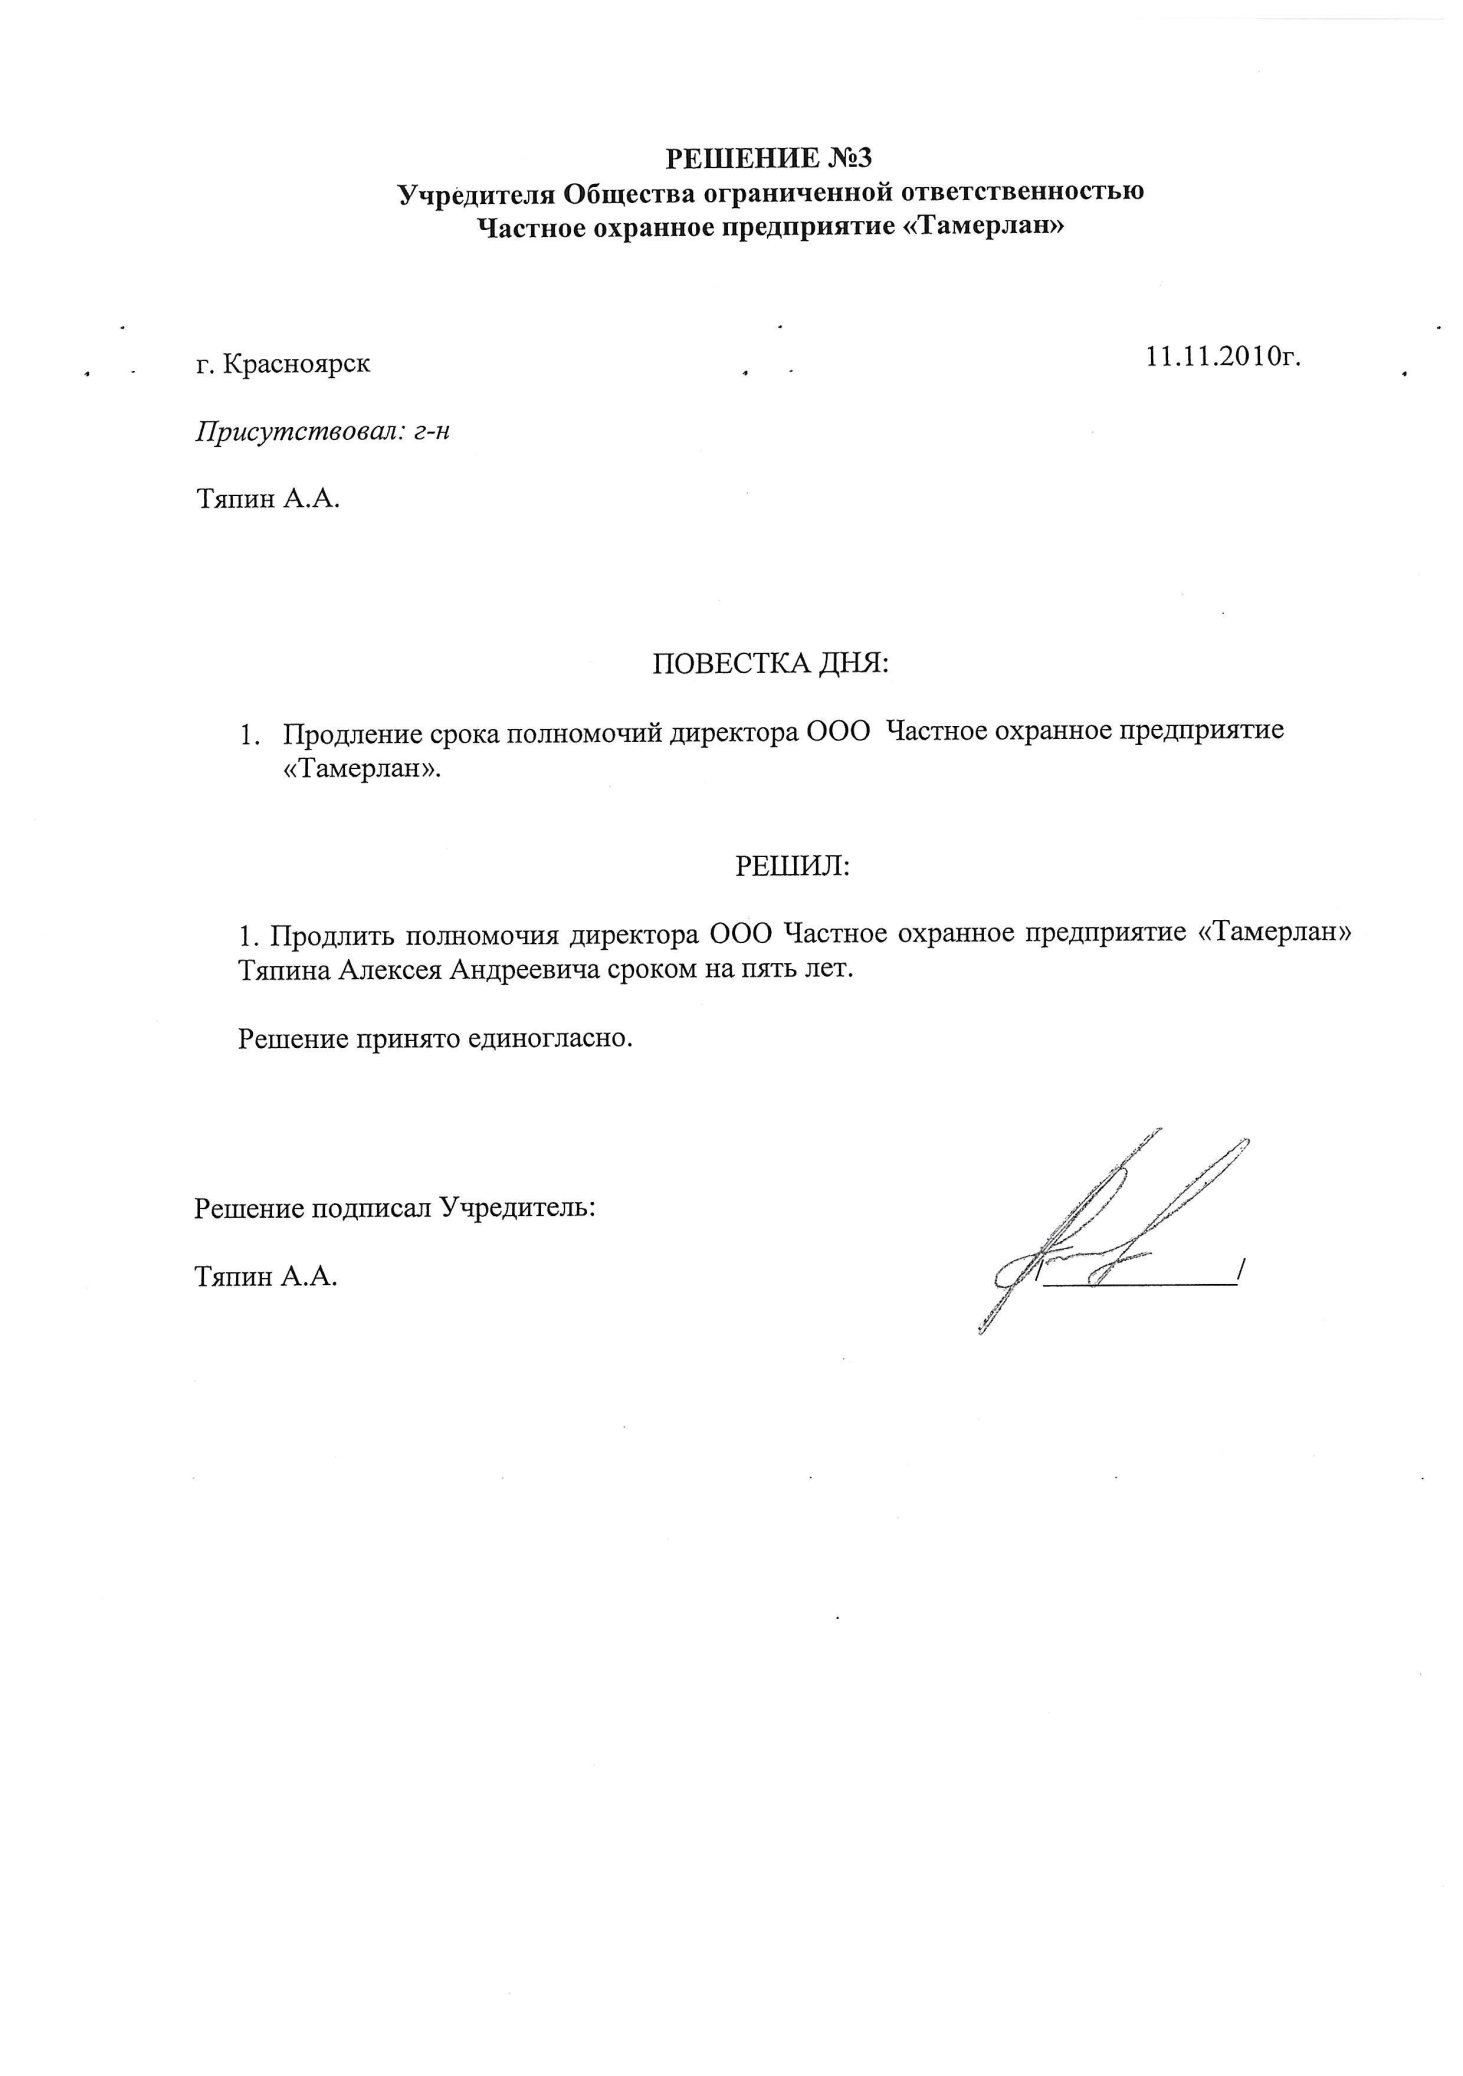 РЕШЕНИЕ №3
Учредителя Общества ограниченной ответственностью
Частное охранное предприятие «Тамерлан»
г. Красноярск 11.11.2010г.
Присутствовал: г-н
Тяпин А.А.
ПОВЕСТКА ДНЯ:
1. Продление срока полномочий директора ООО Частное охранное предприятие
«Тамерлан».
РЕШИЛ:
1. Продлить полномочия директора ООО Частное охранное предприятие «Тамерлан»
Тяпина Алексея Андреевича сроком на пять лет.
Решение принято единогласно.
Решение подписал Учредитель:
Тяпин А.А. /______________/